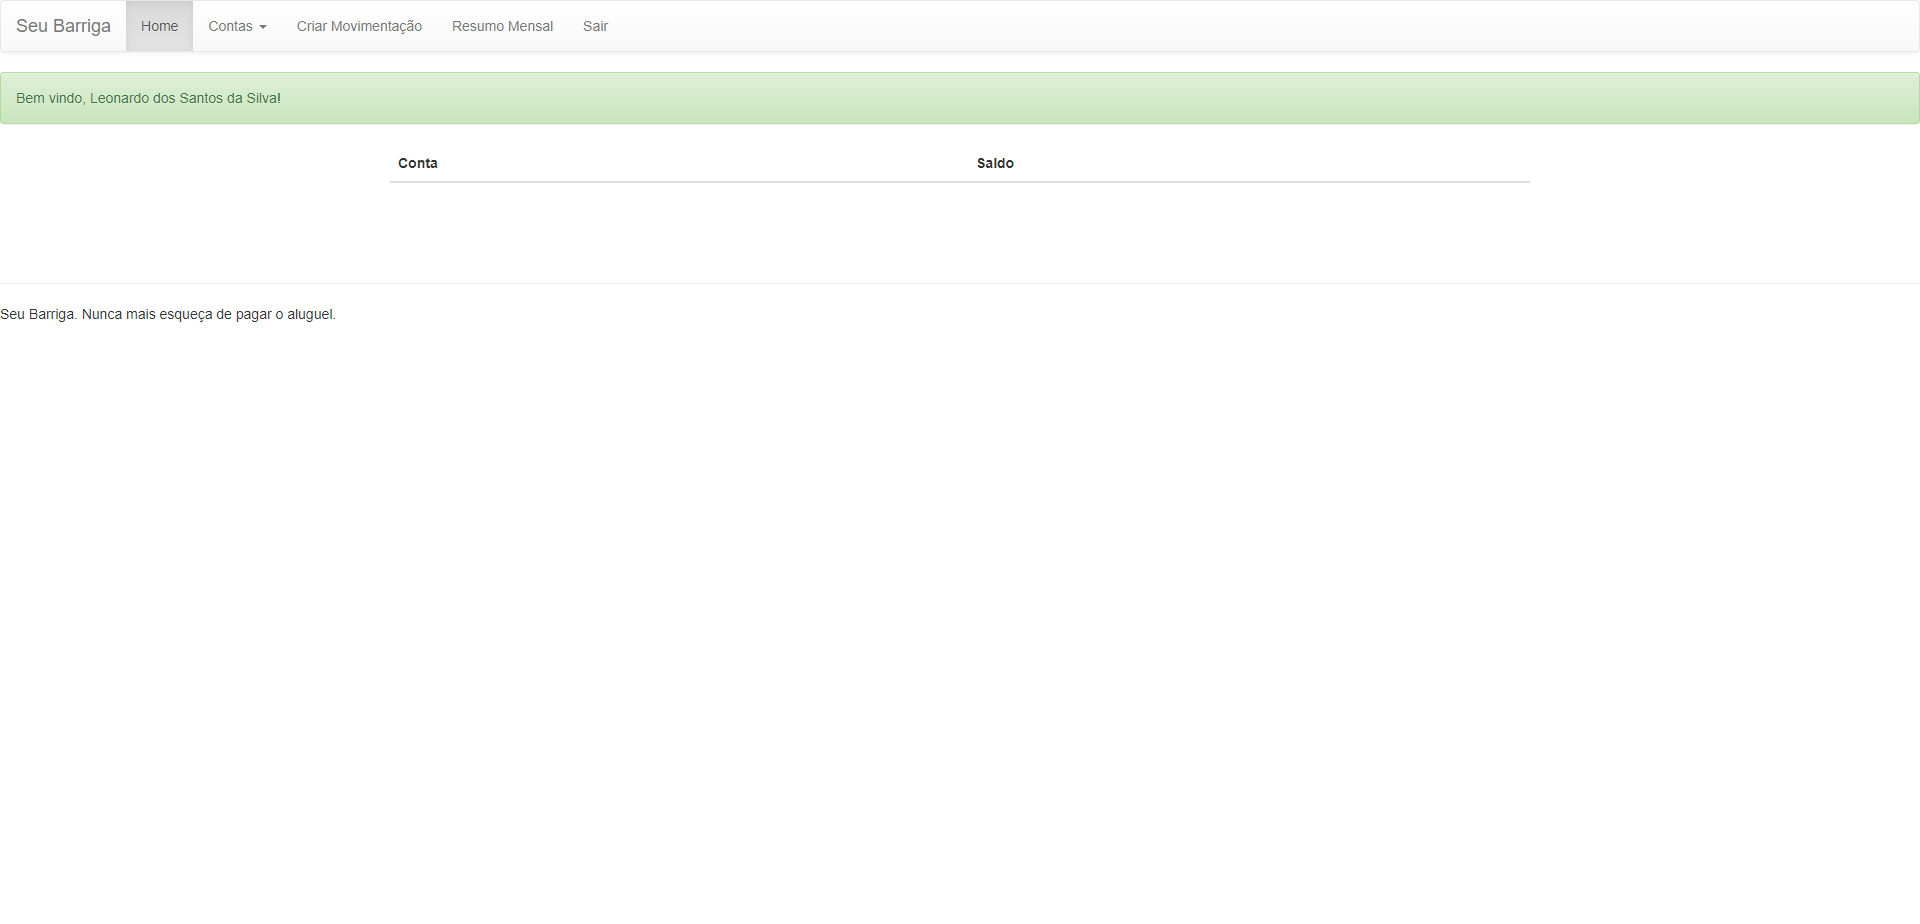 Seu Barriga Home Contas Criar Movimentação Resumo Mensal Sair
Bem vindo, Leonardo dos Santos da Silva!
Conta Saldo
Seu Barriga. Nunca mais esqueça de pagar o aluguel.